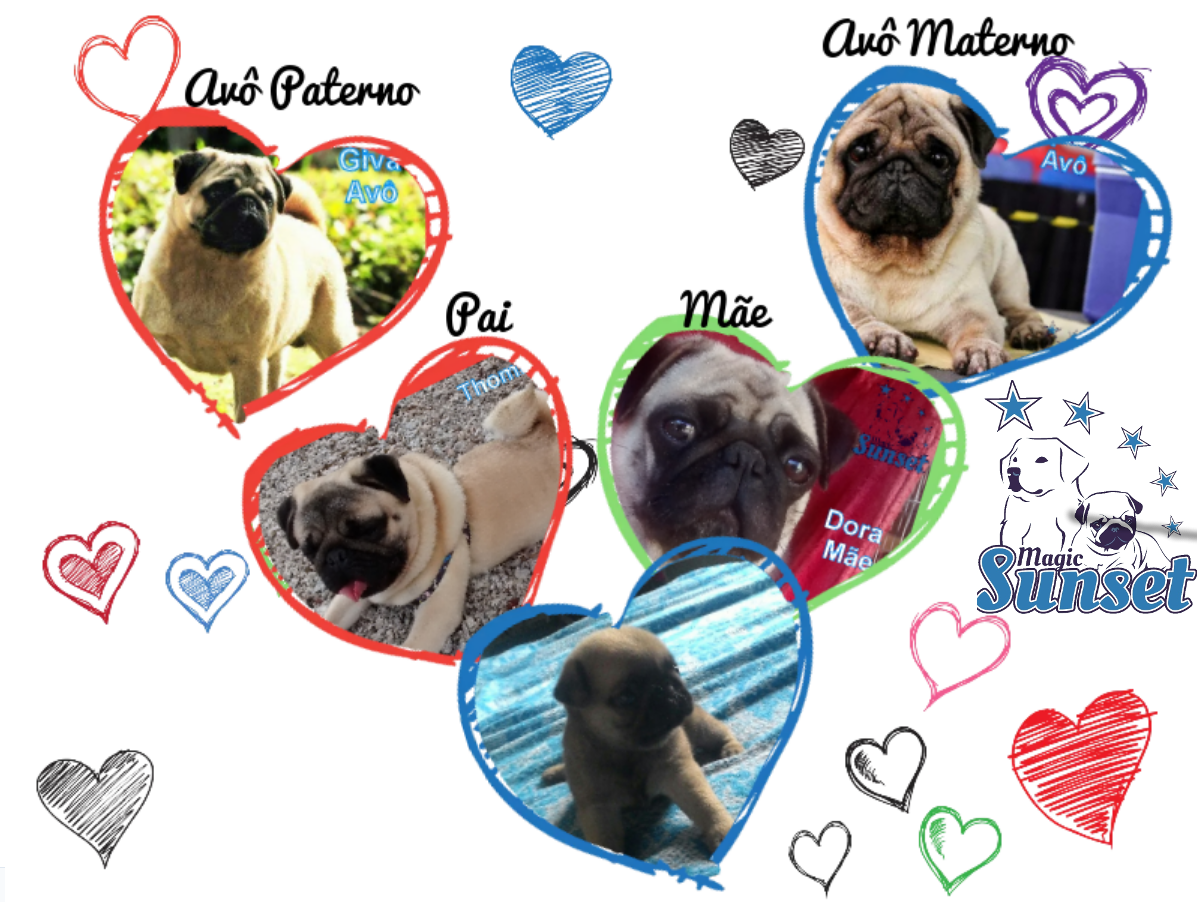 Avô Materno
Avô Paterno
Giva
Avô
Avô
Pai
Mãe
Thom
Sunset
Dora
Mãe
Magic
Sunset